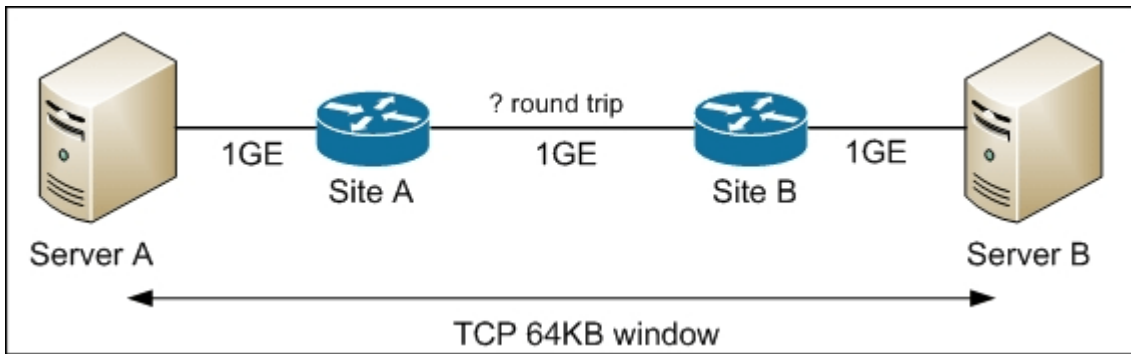 ? round trip
1GE
1GE
1GE
Site A
Site B
Server A
Server B
TCP 64KB window